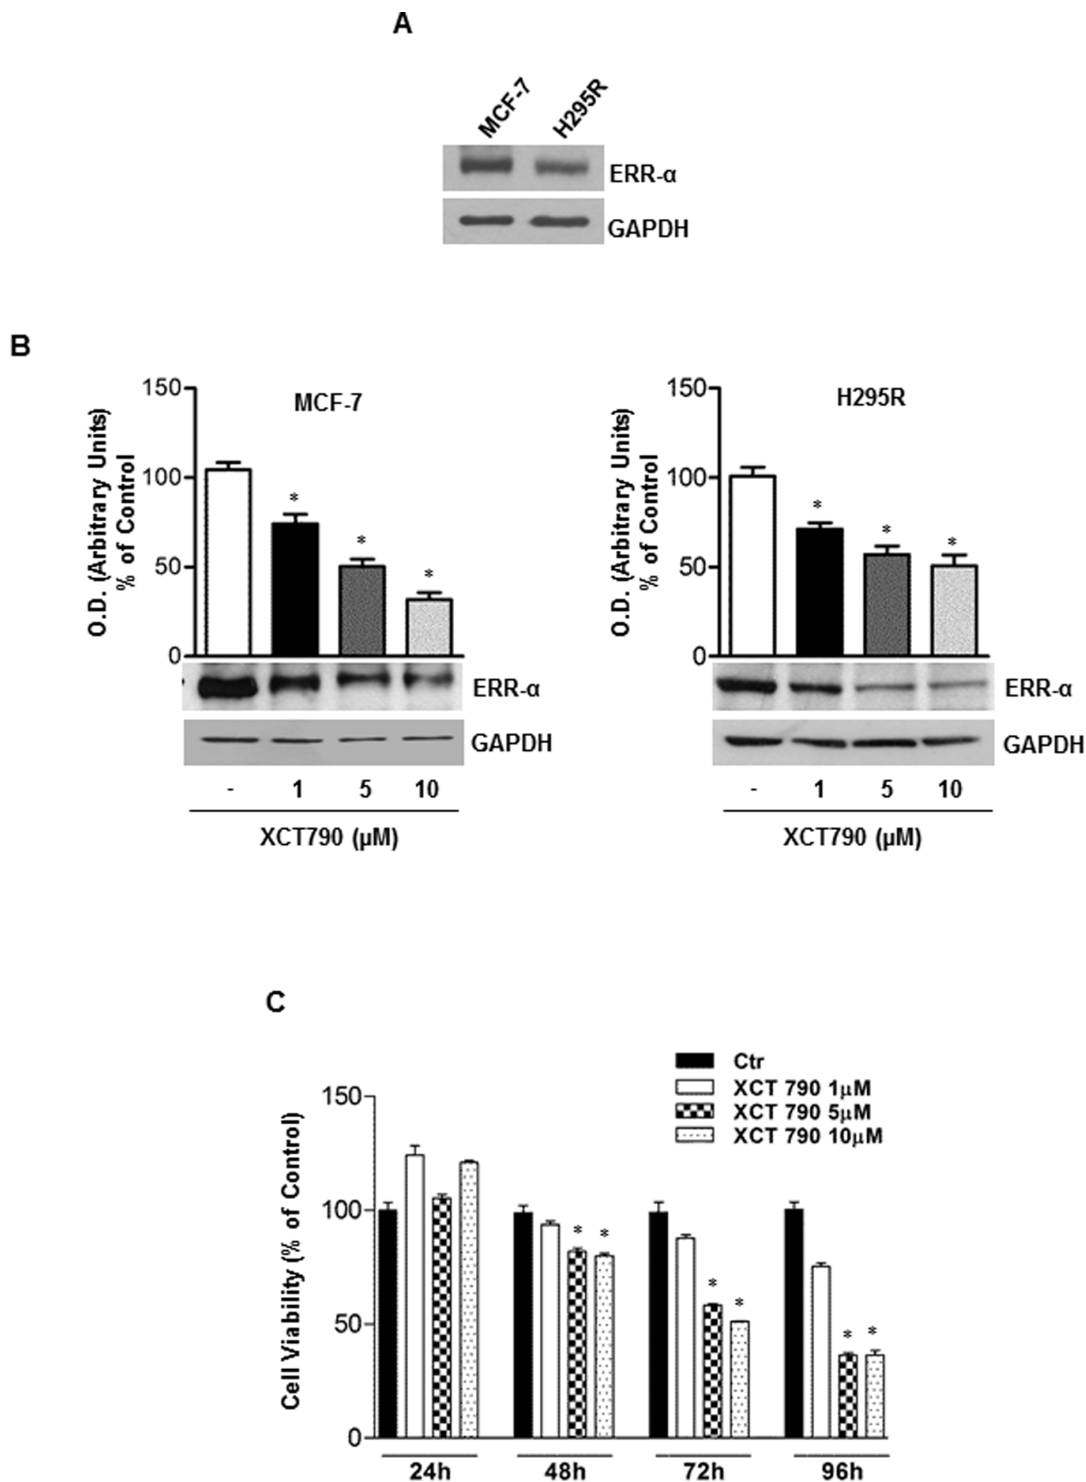 A
MCF-7
H295R
ERR-α
GAPDH
B
MCF-7
O.D. (Arbitrary Units)
% of Control
150
100
50
0
*
*
*
ERR-α
GAPDH
- 1 5 10
XCT790 (µM)
H295R
O.D. (Arbitrary Units)
% of Control
150
100
50
0
*
*
*
ERR-α
GAPDH
- 1 5 10
XCT790 (µM)
C
Ctr
XCT 790 1µM
XCT 790 5µM
XCT 790 10µM
Cell Viability (% of Control)
150
100
50
0
* *
* *
* *
24h 48h 72h 96h